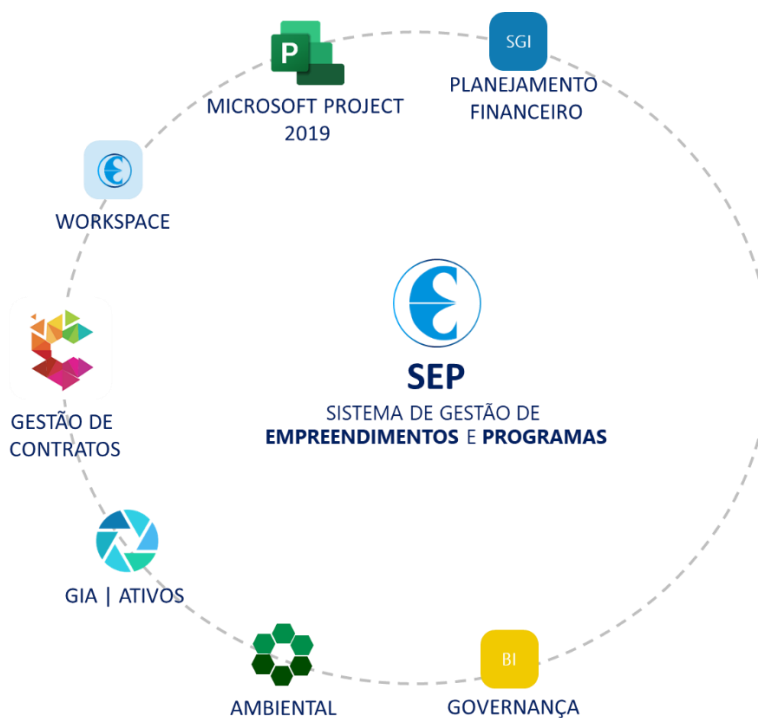 P
MICROSOFT PROJECT
2019
SGI
PLANEJAMENTO
FINANCEIRO
WORKSPACE
SEP
SISTEMA DE GESTÃO DE
EMPREENDIMENTOS E PROGRAMAS
GESTÃO DE
CONTRATOS
GIA | ATIVOS
AMBIENTAL
BI
GOVERNANÇA